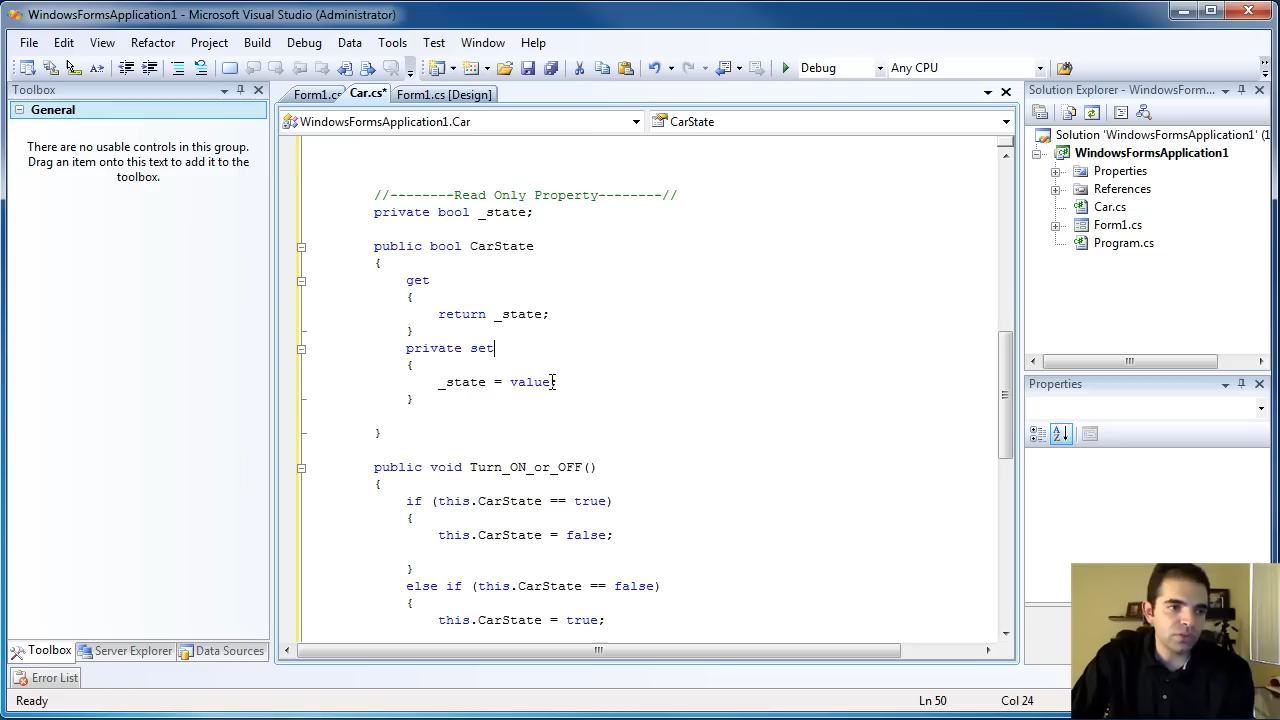 WindowsFormsApplication1 - Microsoft Visual Studio (Administrator)
File Edit View Refactor Project Build Debug Data Tools Test Window Help
Debug Any CPU
Toolbox
General
There are no usable controls in this group. Drag an item onto this text to add it to the toolbox.
Toolbox Server Explorer Data Sources
Error List
Form1.cs Car.cs* Form1.cs [Design]
WindowsFormsApplication1.Car CarState
//--------Read Only Property--------//
private bool _state;
public bool CarState
{
get
{
return _state;
}
private set
{
_state = value;
}
}
public void Turn_ON_or_OFF()
{
if (this.CarState == true)
{
this.CarState = false;
}
else if (this.CarState == false)
{
this.CarState = true;
Solution Explorer - WindowsForm...
Solution 'WindowsFormsApplication1' (1
WindowsFormsApplication1
Properties
References
Car.cs
Form1.cs
Program.cs
Properties
Ready Ln 50 Col 24